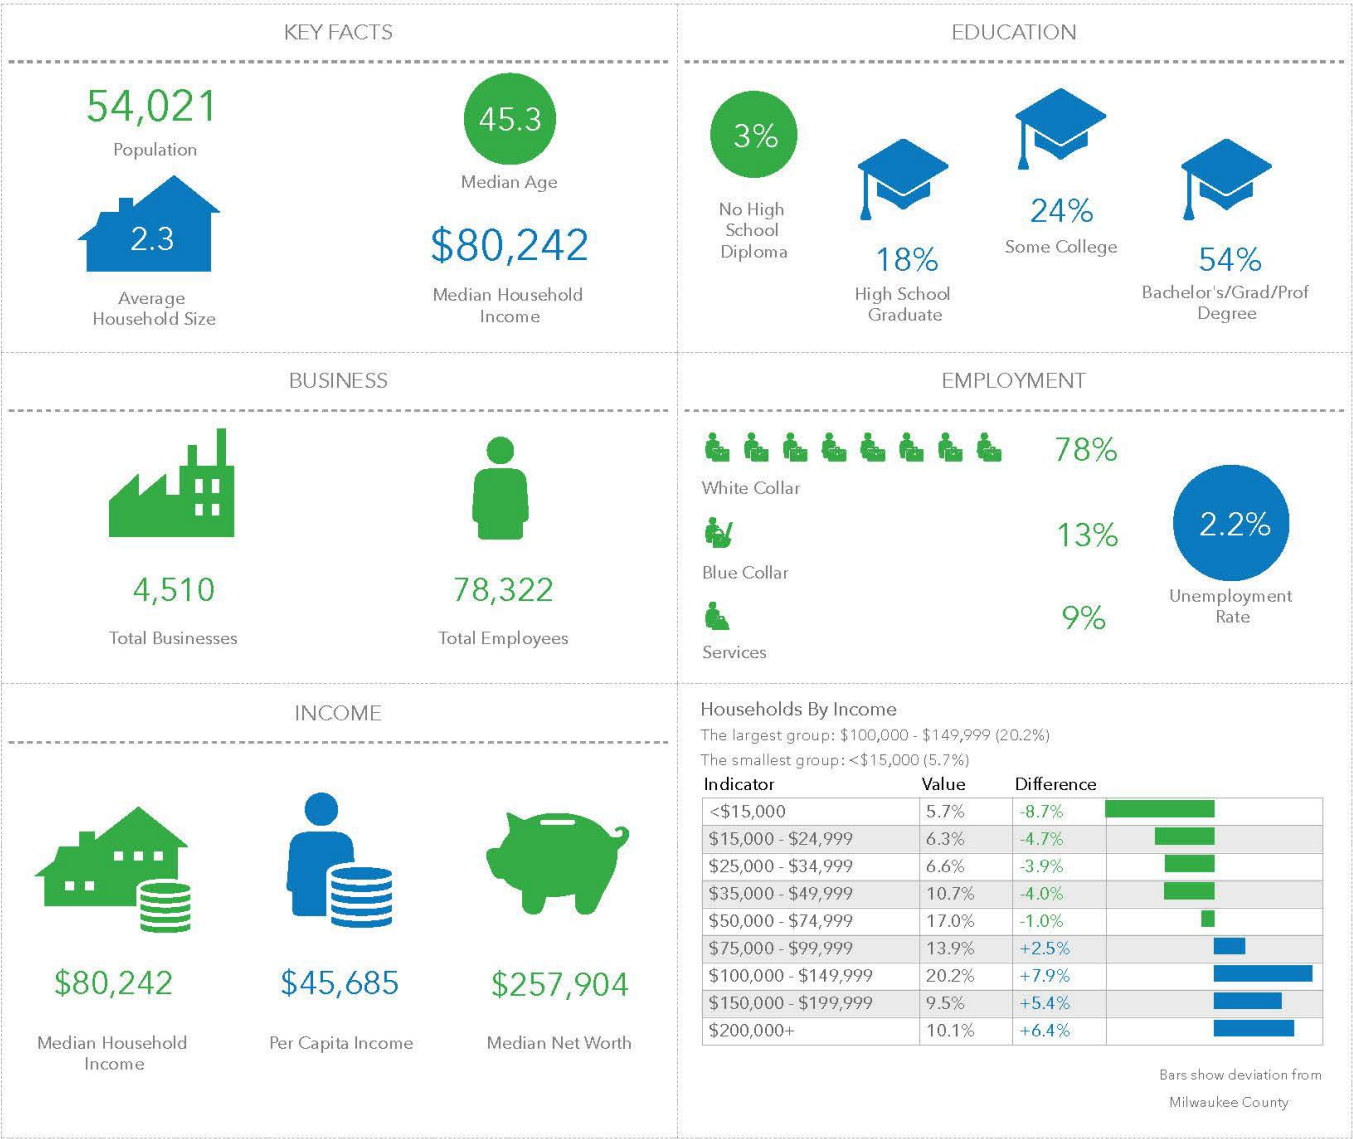 KEY FACTS
54,021
Population
2.3
Average
Household Size
45.3
Median Age
$80,242
Median Household
Income
EDUCATION
3%
No High
School
Diploma
18%
High School
Graduate
24%
Some College
54%
Bachelor's/Grad/Prof
Degree
BUSINESS
4,510
Total Businesses
78,322
Total Employees
EMPLOYMENT
78%
White Collar
13%
Blue Collar
9%
Services
2.2%
Unemployment
Rate
INCOME
$80,242
Median Household
Income
$45,685
Per Capita Income
$257,904
Median Net Worth
Households By Income
The largest group: $100,000 - $149,999 (20.2%)
The smallest group: <$15,000 (5.7%)
Indicator Value Difference
<$15,000 5.7% -8.7%
$15,000 - $24,999 6.3% -4.7%
$25,000 - $34,999 6.6% -3.9%
$35,000 - $49,999 10.7% -4.0%
$50,000 - $74,999 17.0% -1.0%
$75,000 - $99,999 13.9% +2.5%
$100,000 - $149,999 20.2% +7.9%
$150,000 - $199,999 9.5% +5.4%
$200,000+ 10.1% +6.4%
Bars show deviation from
Milwaukee County